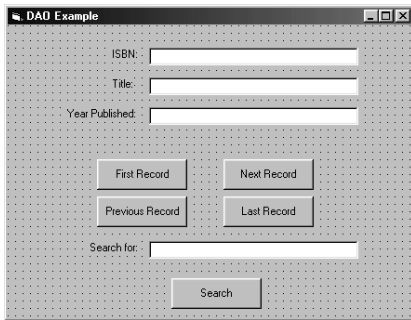 DAO Example
ISBN:
Title:
Year Published:
First Record Next Record
Previous Record Last Record
Search for:
Search